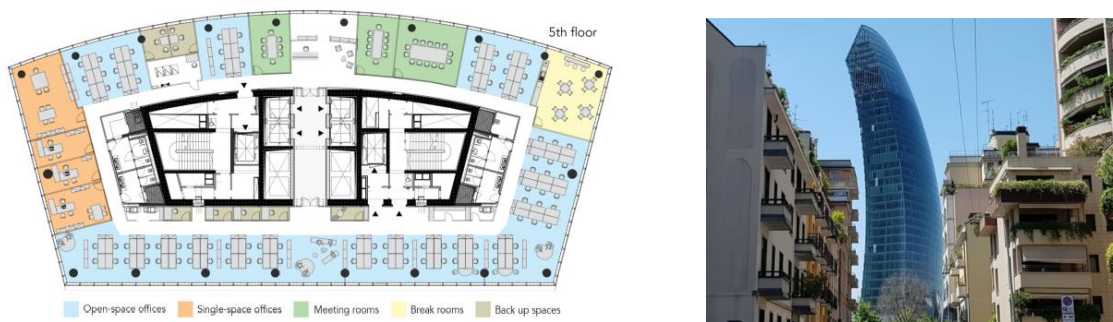 5th floor
Open-space offices
Single-space offices
Meeting rooms
Break rooms
Back up spaces